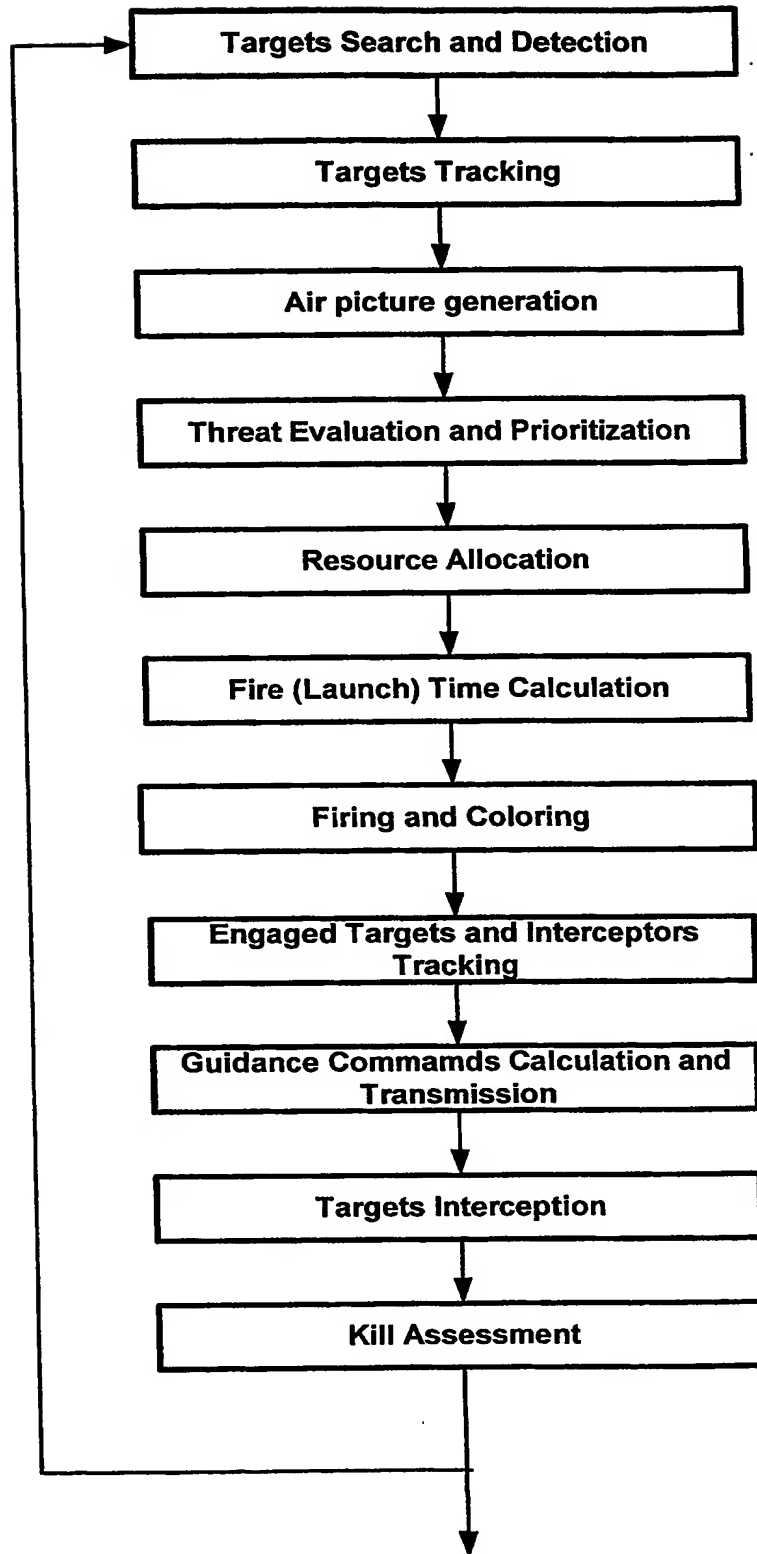 Targets Search and Detection
Targets Tracking
Air picture generation
Threat Evaluation and Prioritization
Resource Allocation
Fire (Launch) Time Calculation
Firing and Coloring
Engaged Targets and Interceptors
Tracking
Guidance Commamds Calculation and
Transmission
Targets Interception
Kill Assessment